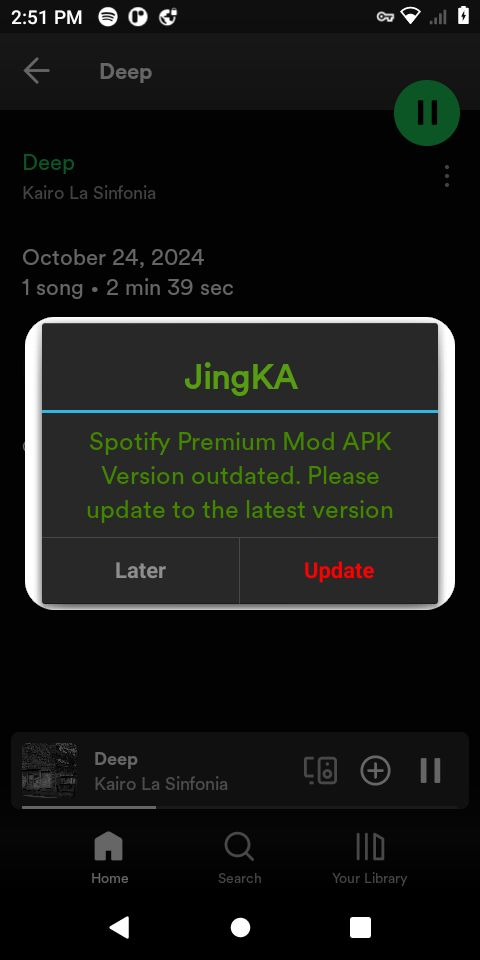 2:51 PM
Deep
Deep
Kairo La Sinfonia
October 24, 2024
1 song • 2 min 39 sec
JingKA
Spotify Premium Mod APK
Version outdated. Please
update to the latest version
Later
Update
Deep
Kairo La Sinfonia
Home
Search
Your Library